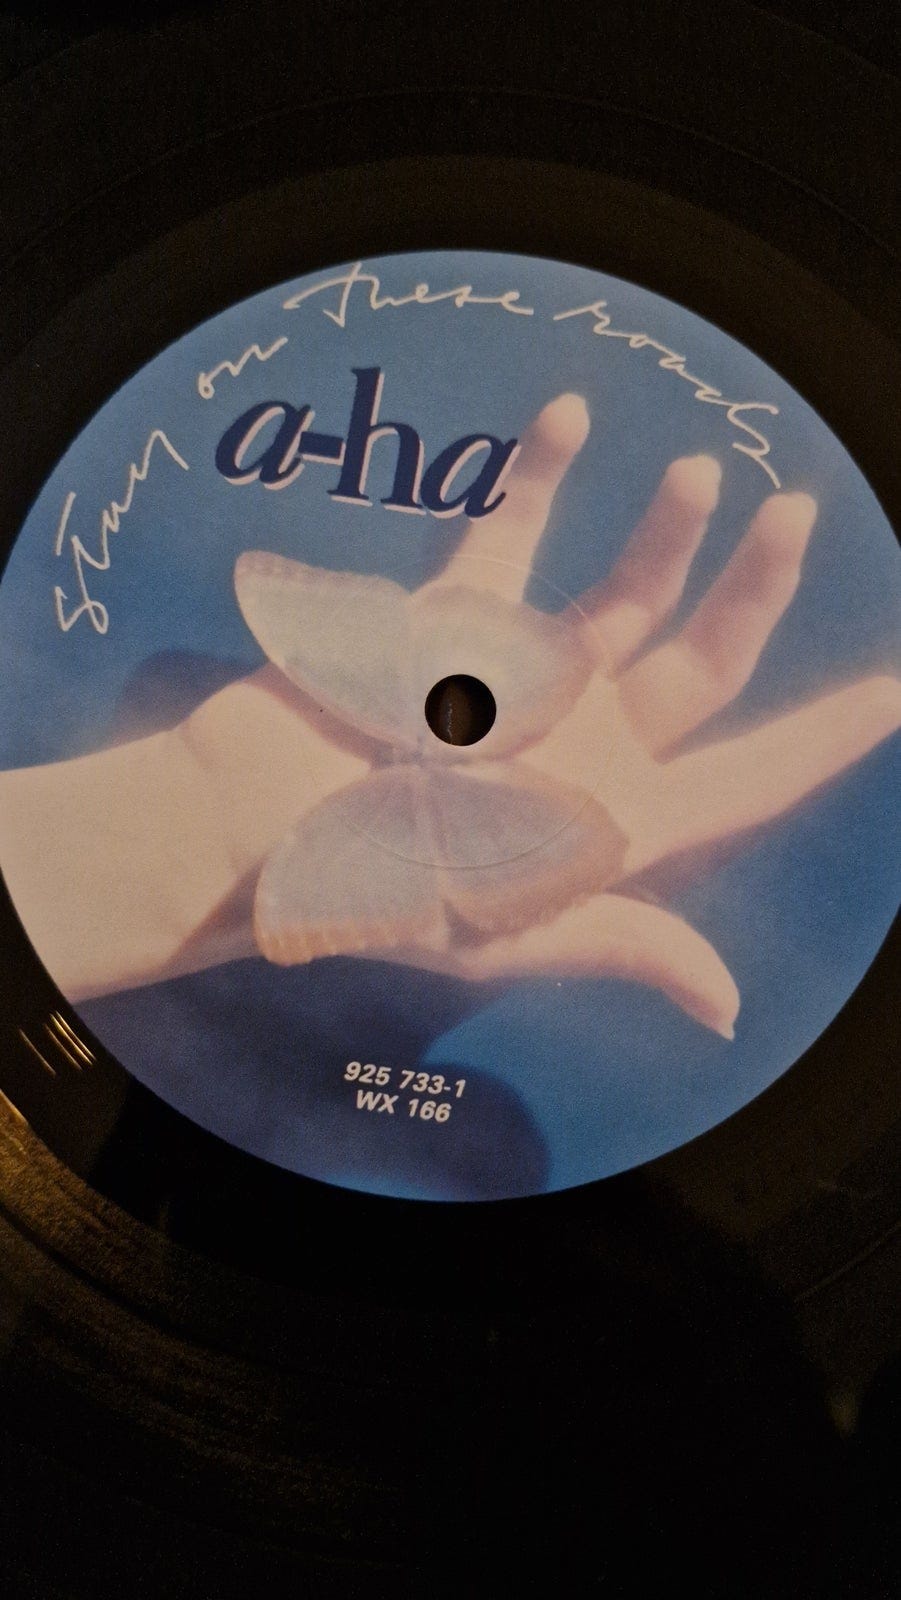 Stay on these roads
a-ha
925 733-1
WX 166